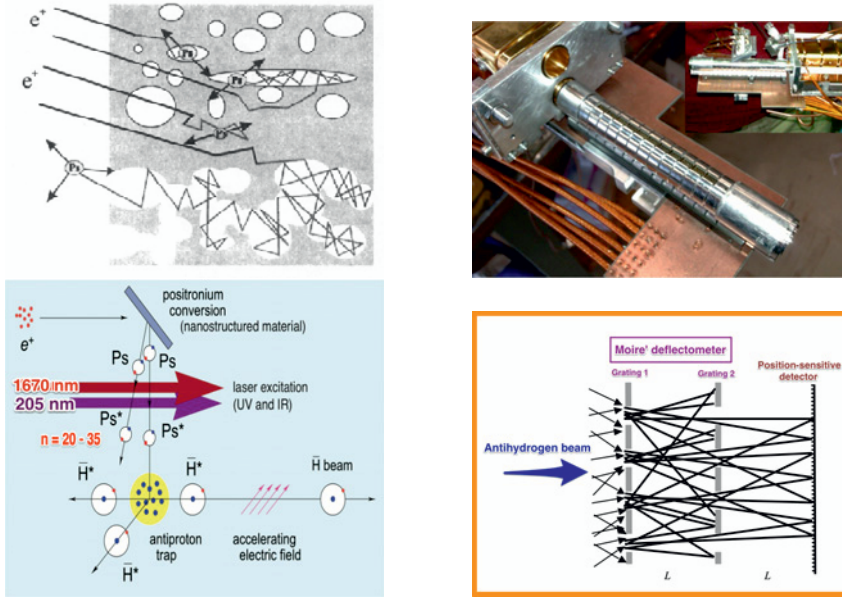 e⁺
e⁺
Ps
Ps
Ps
positronium
conversion
(nanostructured material)
e⁺
Ps
Ps
1670 nm
205 nm
laser excitation
(UV and IR)
Ps*
Ps*
n = 20 - 35
H̅*
H̅*
H̅ beam
antiproton
trap
accelerating
electric field
H̅*
Moire' deflectometer
Grating 1
Grating 2
Position-sensitive
detector
Antihydrogen beam
L
L